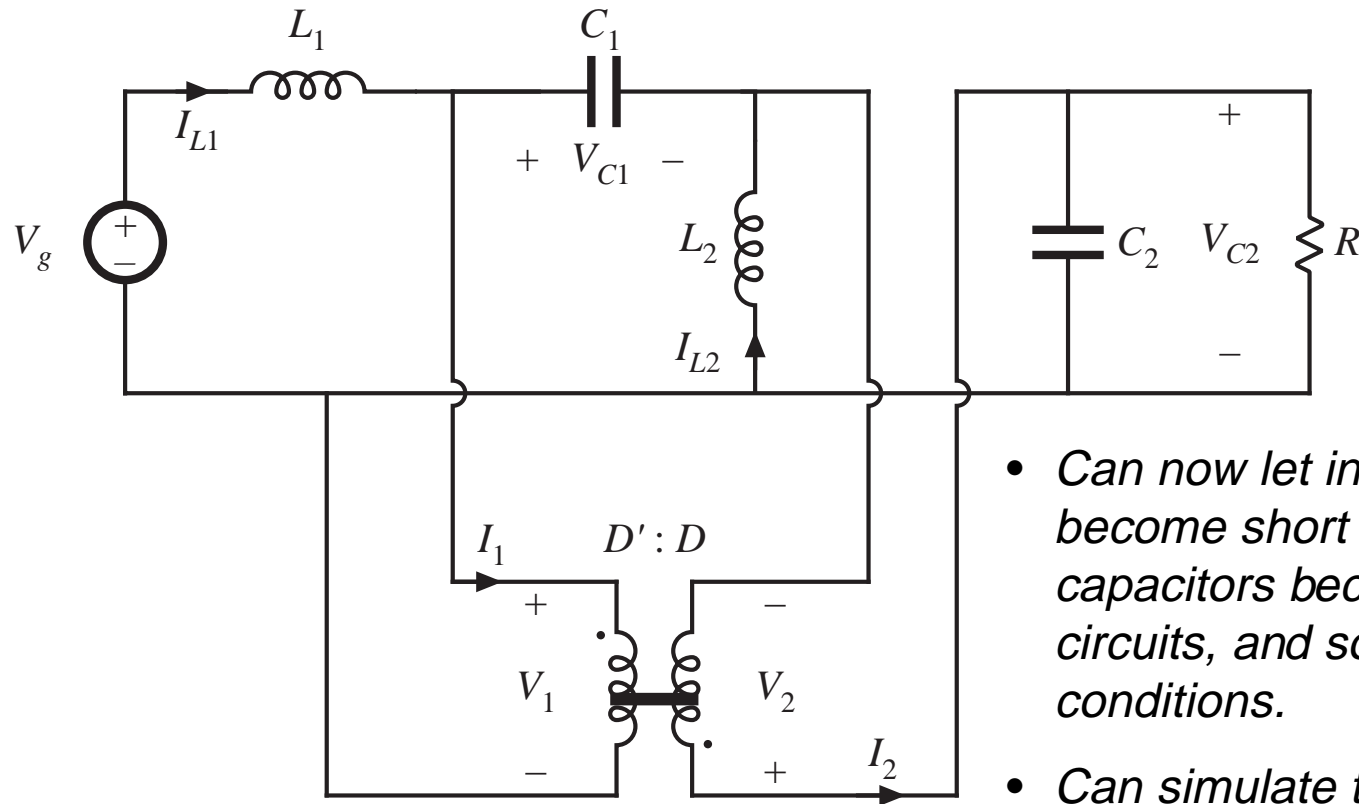 L1
C1
IL1
+ VC1 −
Vg
+
−
L2
IL2
C2
+
VC2
−
R
I1
D′ : D
+
−
V1
V2
−
+
I2
• Can now let in
become short
capacitors bec
circuits, and so
conditions.
• Can simulate t